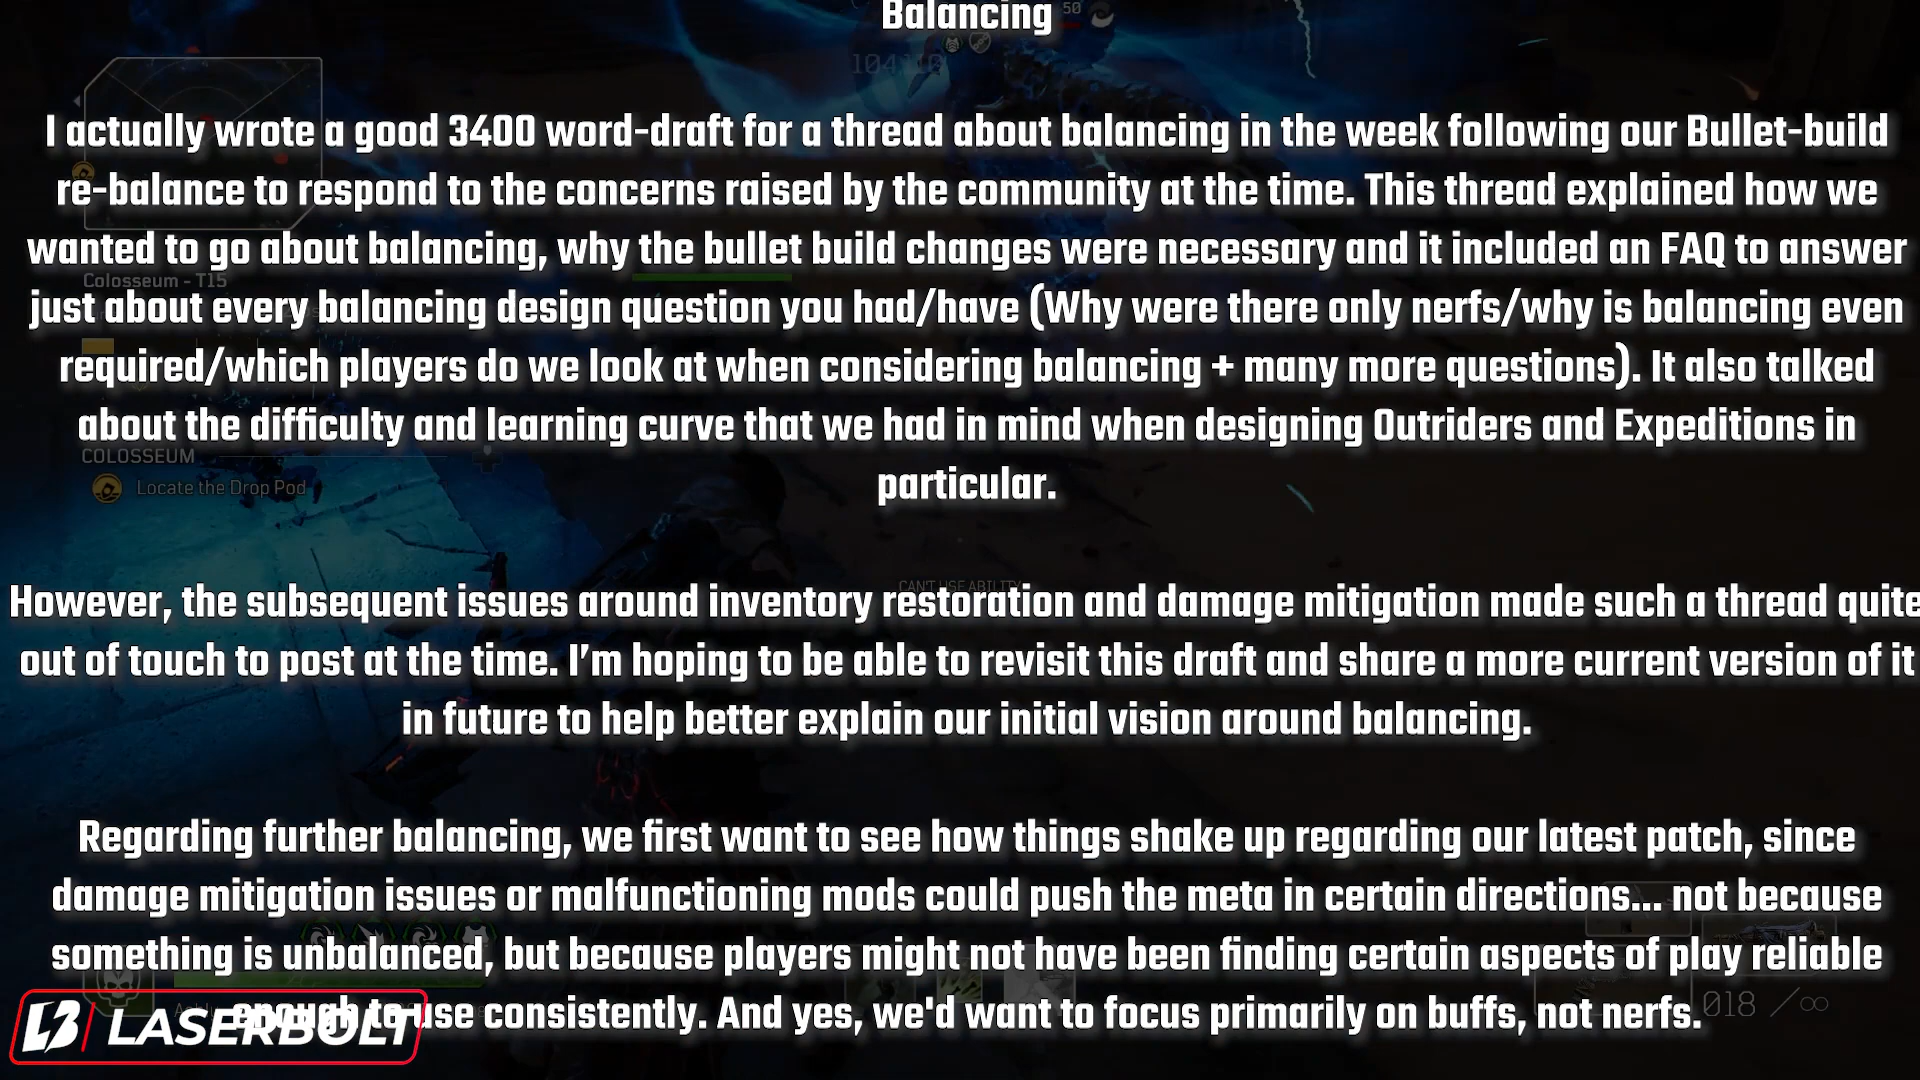 Balancing
50
104110
I actually wrote a good 3400 word-draft for a thread about balancing in the week following our Bullet-build
re-balance to respond to the concerns raised by the community at the time. This thread explained how we
wanted to go about balancing, why the bullet build changes were necessary and it included an FAQ to answer
Colosseum - T15
just about every balancing design question you had/have (Why were there only nerfs/why is balancing even
required/which players do we look at when considering balancing + many more questions). It also talked
about the difficulty and learning curve that we had in mind when designing Outriders and Expeditions in
COLOSSEUM
Locate the Drop Pod
particular.
CAN'T USE ABILITY
However, the subsequent issues around inventory restoration and damage mitigation made such a thread quite
out of touch to post at the time. I’m hoping to be able to revisit this draft and share a more current version of it
in future to help better explain our initial vision around balancing.
Regarding further balancing, we first want to see how things shake up regarding our latest patch, since
damage mitigation issues or malfunctioning mods could push the meta in certain directions... not because
something is unbalanced, but because players might not have been finding certain aspects of play reliable
enough to use consistently. And yes, we'd want to focus primarily on buffs, not nerfs.
018 / ∞
LASERBOLT